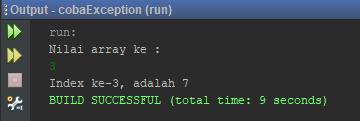 Output - cobaException (run)
run:
Nilai array ke :
3
Index ke-3, adalah 7
BUILD SUCCESSFUL (total time: 9 seconds)